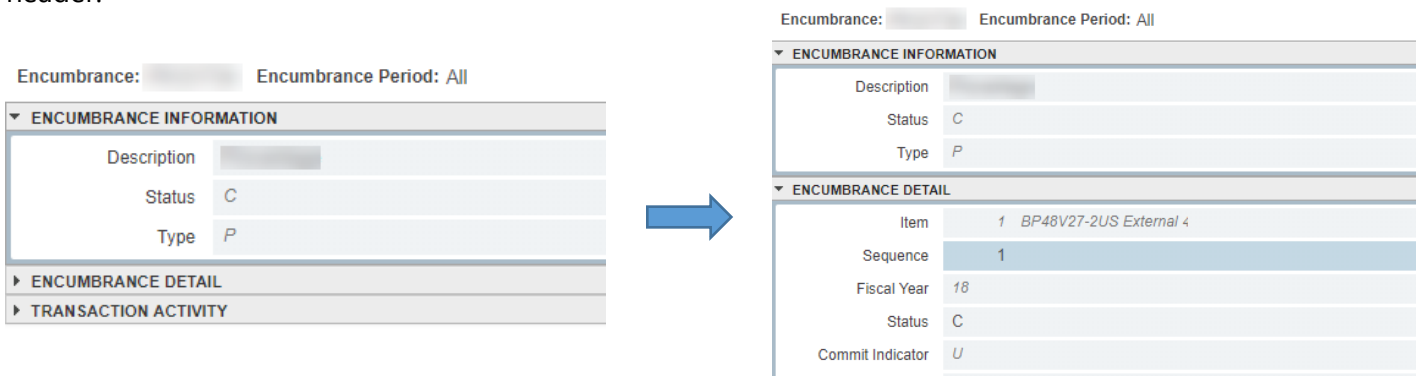 header.
Encumbrance: Encumbrance Period: All
ENCUMBRANCE INFORMATION
Description
Status C
Type P
ENCUMBRANCE DETAIL
TRANSACTION ACTIVITY
Encumbrance: Encumbrance Period: All
ENCUMBRANCE INFORMATION
Description
Status C
Type P
ENCUMBRANCE DETAIL
Item 1 BP48V27-2US External 4
Sequence 1
Fiscal Year 18
Status C
Commit Indicator U